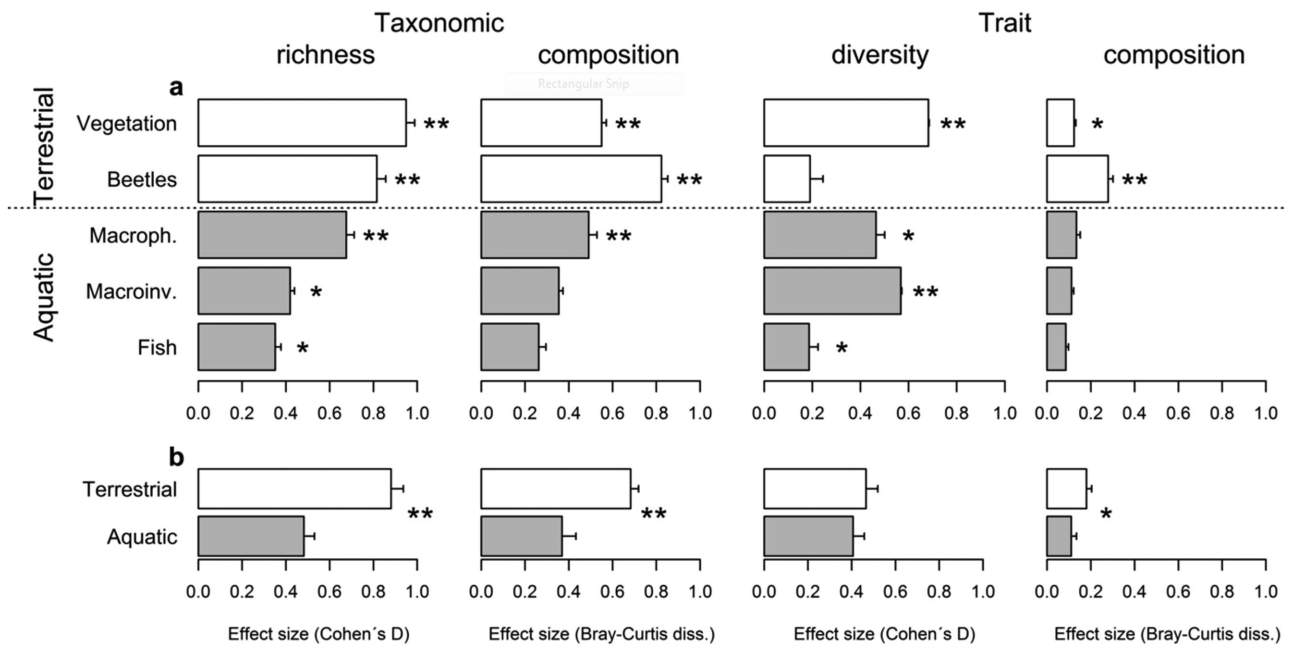 Taxonomic Trait
richness composition diversity composition
Rectangular Snip
a
Terrestrial
Vegetation ** ** ** *
Beetles ** ** **
Aquatic
Macroph. ** ** *
Macroinv. * **
Fish * *
0.0 0.2 0.4 0.6 0.8 1.0 0.0 0.2 0.4 0.6 0.8 1.0 0.0 0.2 0.4 0.6 0.8 1.0 0.0 0.2 0.4 0.6 0.8 1.0
b
Terrestrial
** ** *
Aquatic
0.0 0.2 0.4 0.6 0.8 1.0 0.0 0.2 0.4 0.6 0.8 1.0 0.0 0.2 0.4 0.6 0.8 1.0 0.0 0.2 0.4 0.6 0.8 1.0
Effect size (Cohen´s D) Effect size (Bray-Curtis diss.) Effect size (Cohen´s D) Effect size (Bray-Curtis diss.)